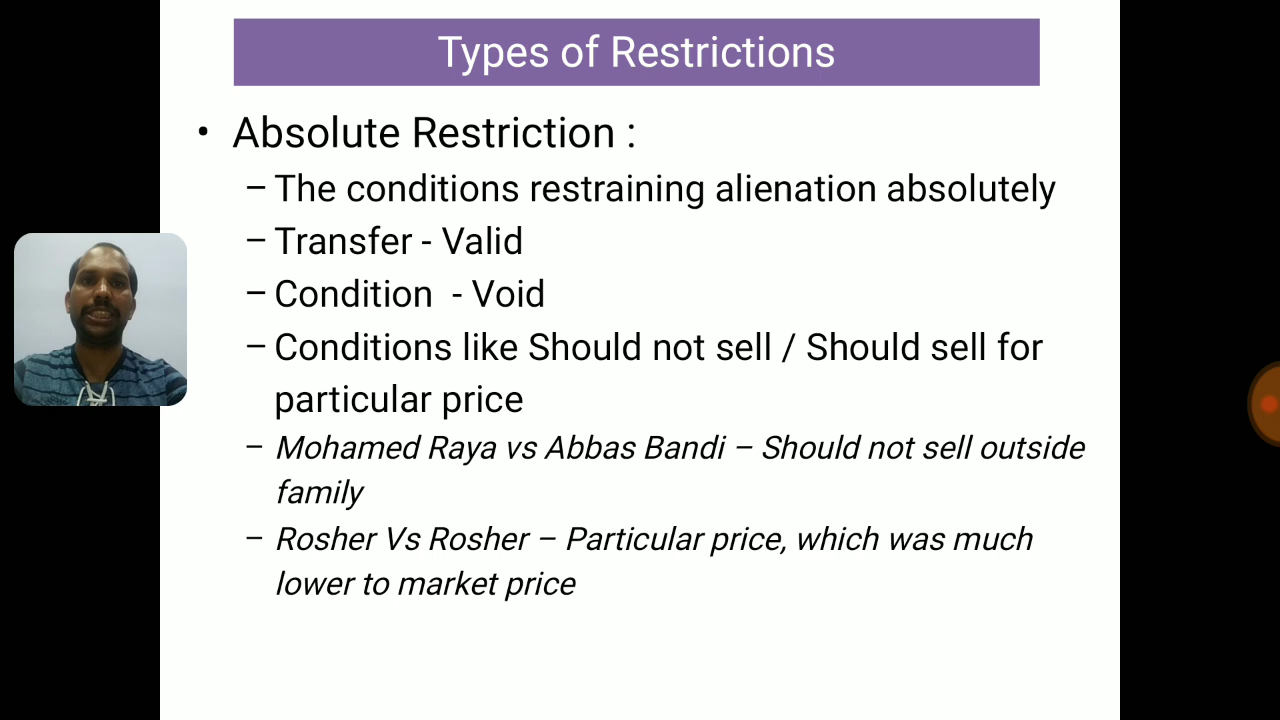 Types of Restrictions
• Absolute Restriction :
– The conditions restraining alienation absolutely
– Transfer - Valid
– Condition  - Void
– Conditions like Should not sell / Should sell for
particular price
– Mohamed Raya vs Abbas Bandi – Should not sell outside
family
– Rosher Vs Rosher – Particular price, which was much
lower to market price